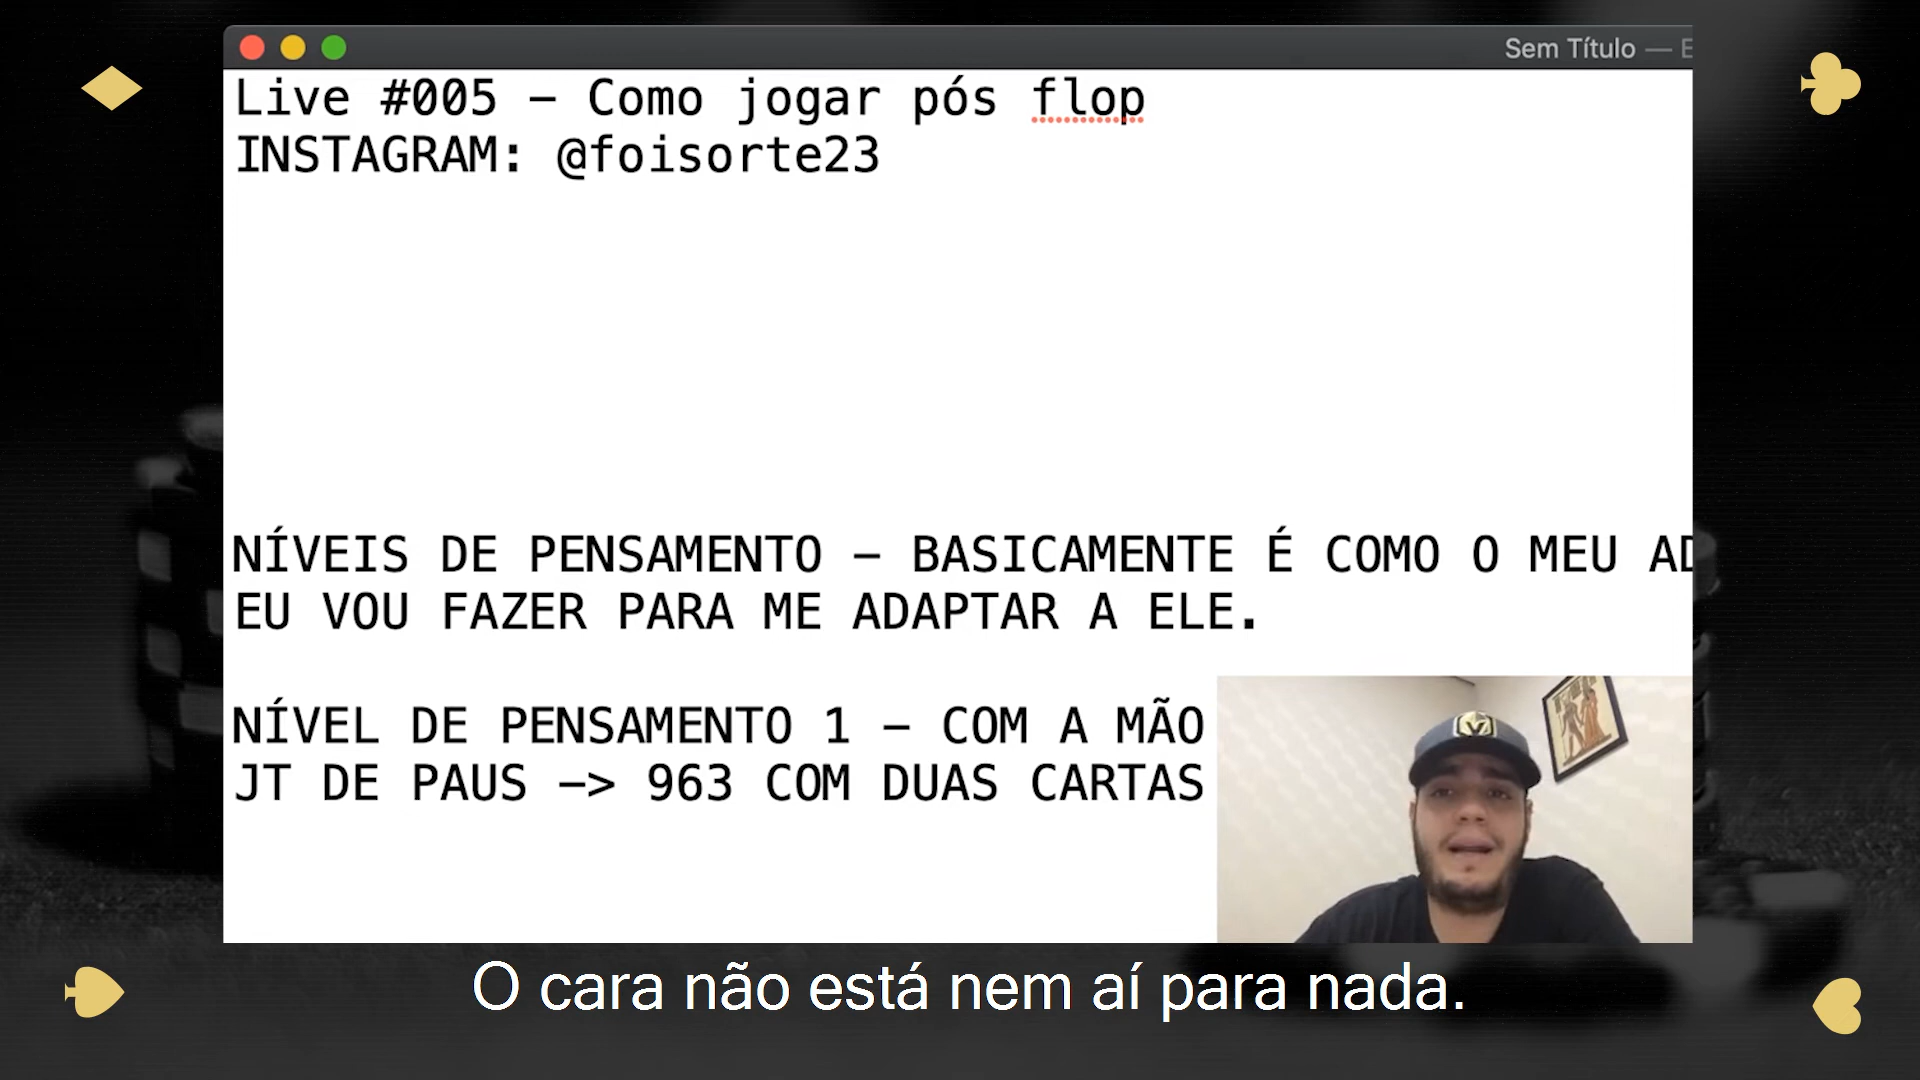 Sem Título —
Live #005 – Como jogar pós flop
INSTAGRAM: @foisorte23
NÍVEIS DE PENSAMENTO – BASICAMENTE É COMO O MEU
EU VOU FAZER PARA ME ADAPTAR A ELE.
NÍVEL DE PENSAMENTO 1 – COM A MÃO
JT DE PAUS –> 963 COM DUAS CARTAS
O cara não está nem aí para nada.